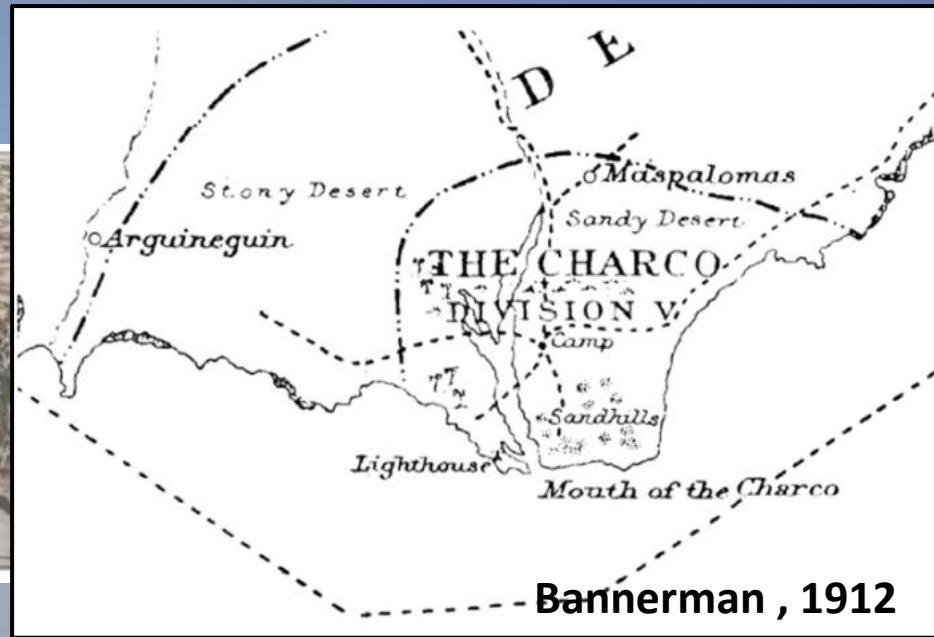 D E
Maspalomas
Stony Desert
Sandy Desert
Arguineguin
THE CHARCO
DIVISION V.
Camp
Sandhills
Lighthouse
Mouth of the Charco
Bannerman , 1912